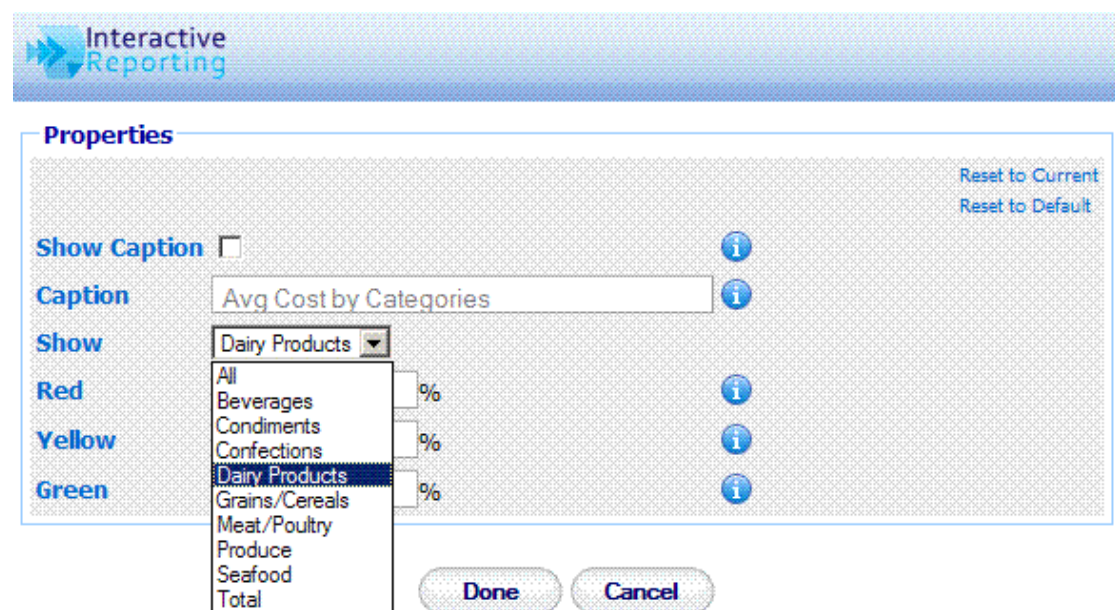 Interactive
Reporting
Properties
Reset to Current
Reset to Default
Show Caption
Caption Avg Cost by Categories
Show Dairy Products
All
Red %
Beverages
Condiments
Yellow %
Confections
Dairy Products
Green %
Grains/Cereals
Meat/Poultry
Produce
Seafood
Total
Done Cancel